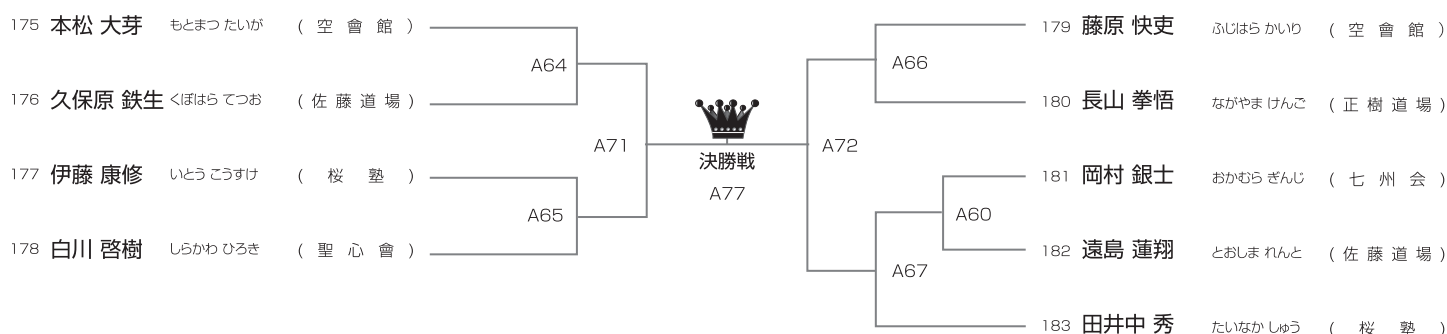 175 本松 大芽 もとまつ たいが ( 空 會 館 )
A64
176 久保原 鉄生 くぼはら てつお ( 佐 藤 道 場 )
A71
177 伊藤 康修 いとう こうすけ ( 桜 塾 )
A65
178 白川 啓樹 しらかわ ひろき ( 聖 心 會 )
決勝戦
A77
179 藤原 快吏 ふじはら かいり ( 空 會 館 )
A66
180 長山 拳悟 ながやま けんご ( 正 樹 道 場 )
A72
181 岡村 銀士 おかむら ぎんじ ( 七 州 会 )
A60
182 遠島 蓮翔 とおしま れんと ( 佐 藤 道 場 )
A67
183 田井中 秀 たいなか しゅう ( 桜 塾 )